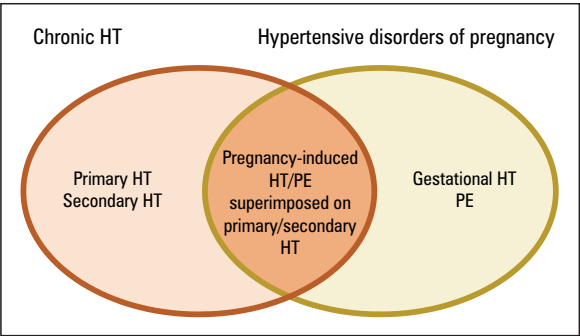 Chronic HT
Hypertensive disorders of pregnancy
Primary HT
Secondary HT
Pregnancy-induced
HT/PE
superimposed on
primary/secondary
HT
Gestational HT
PE